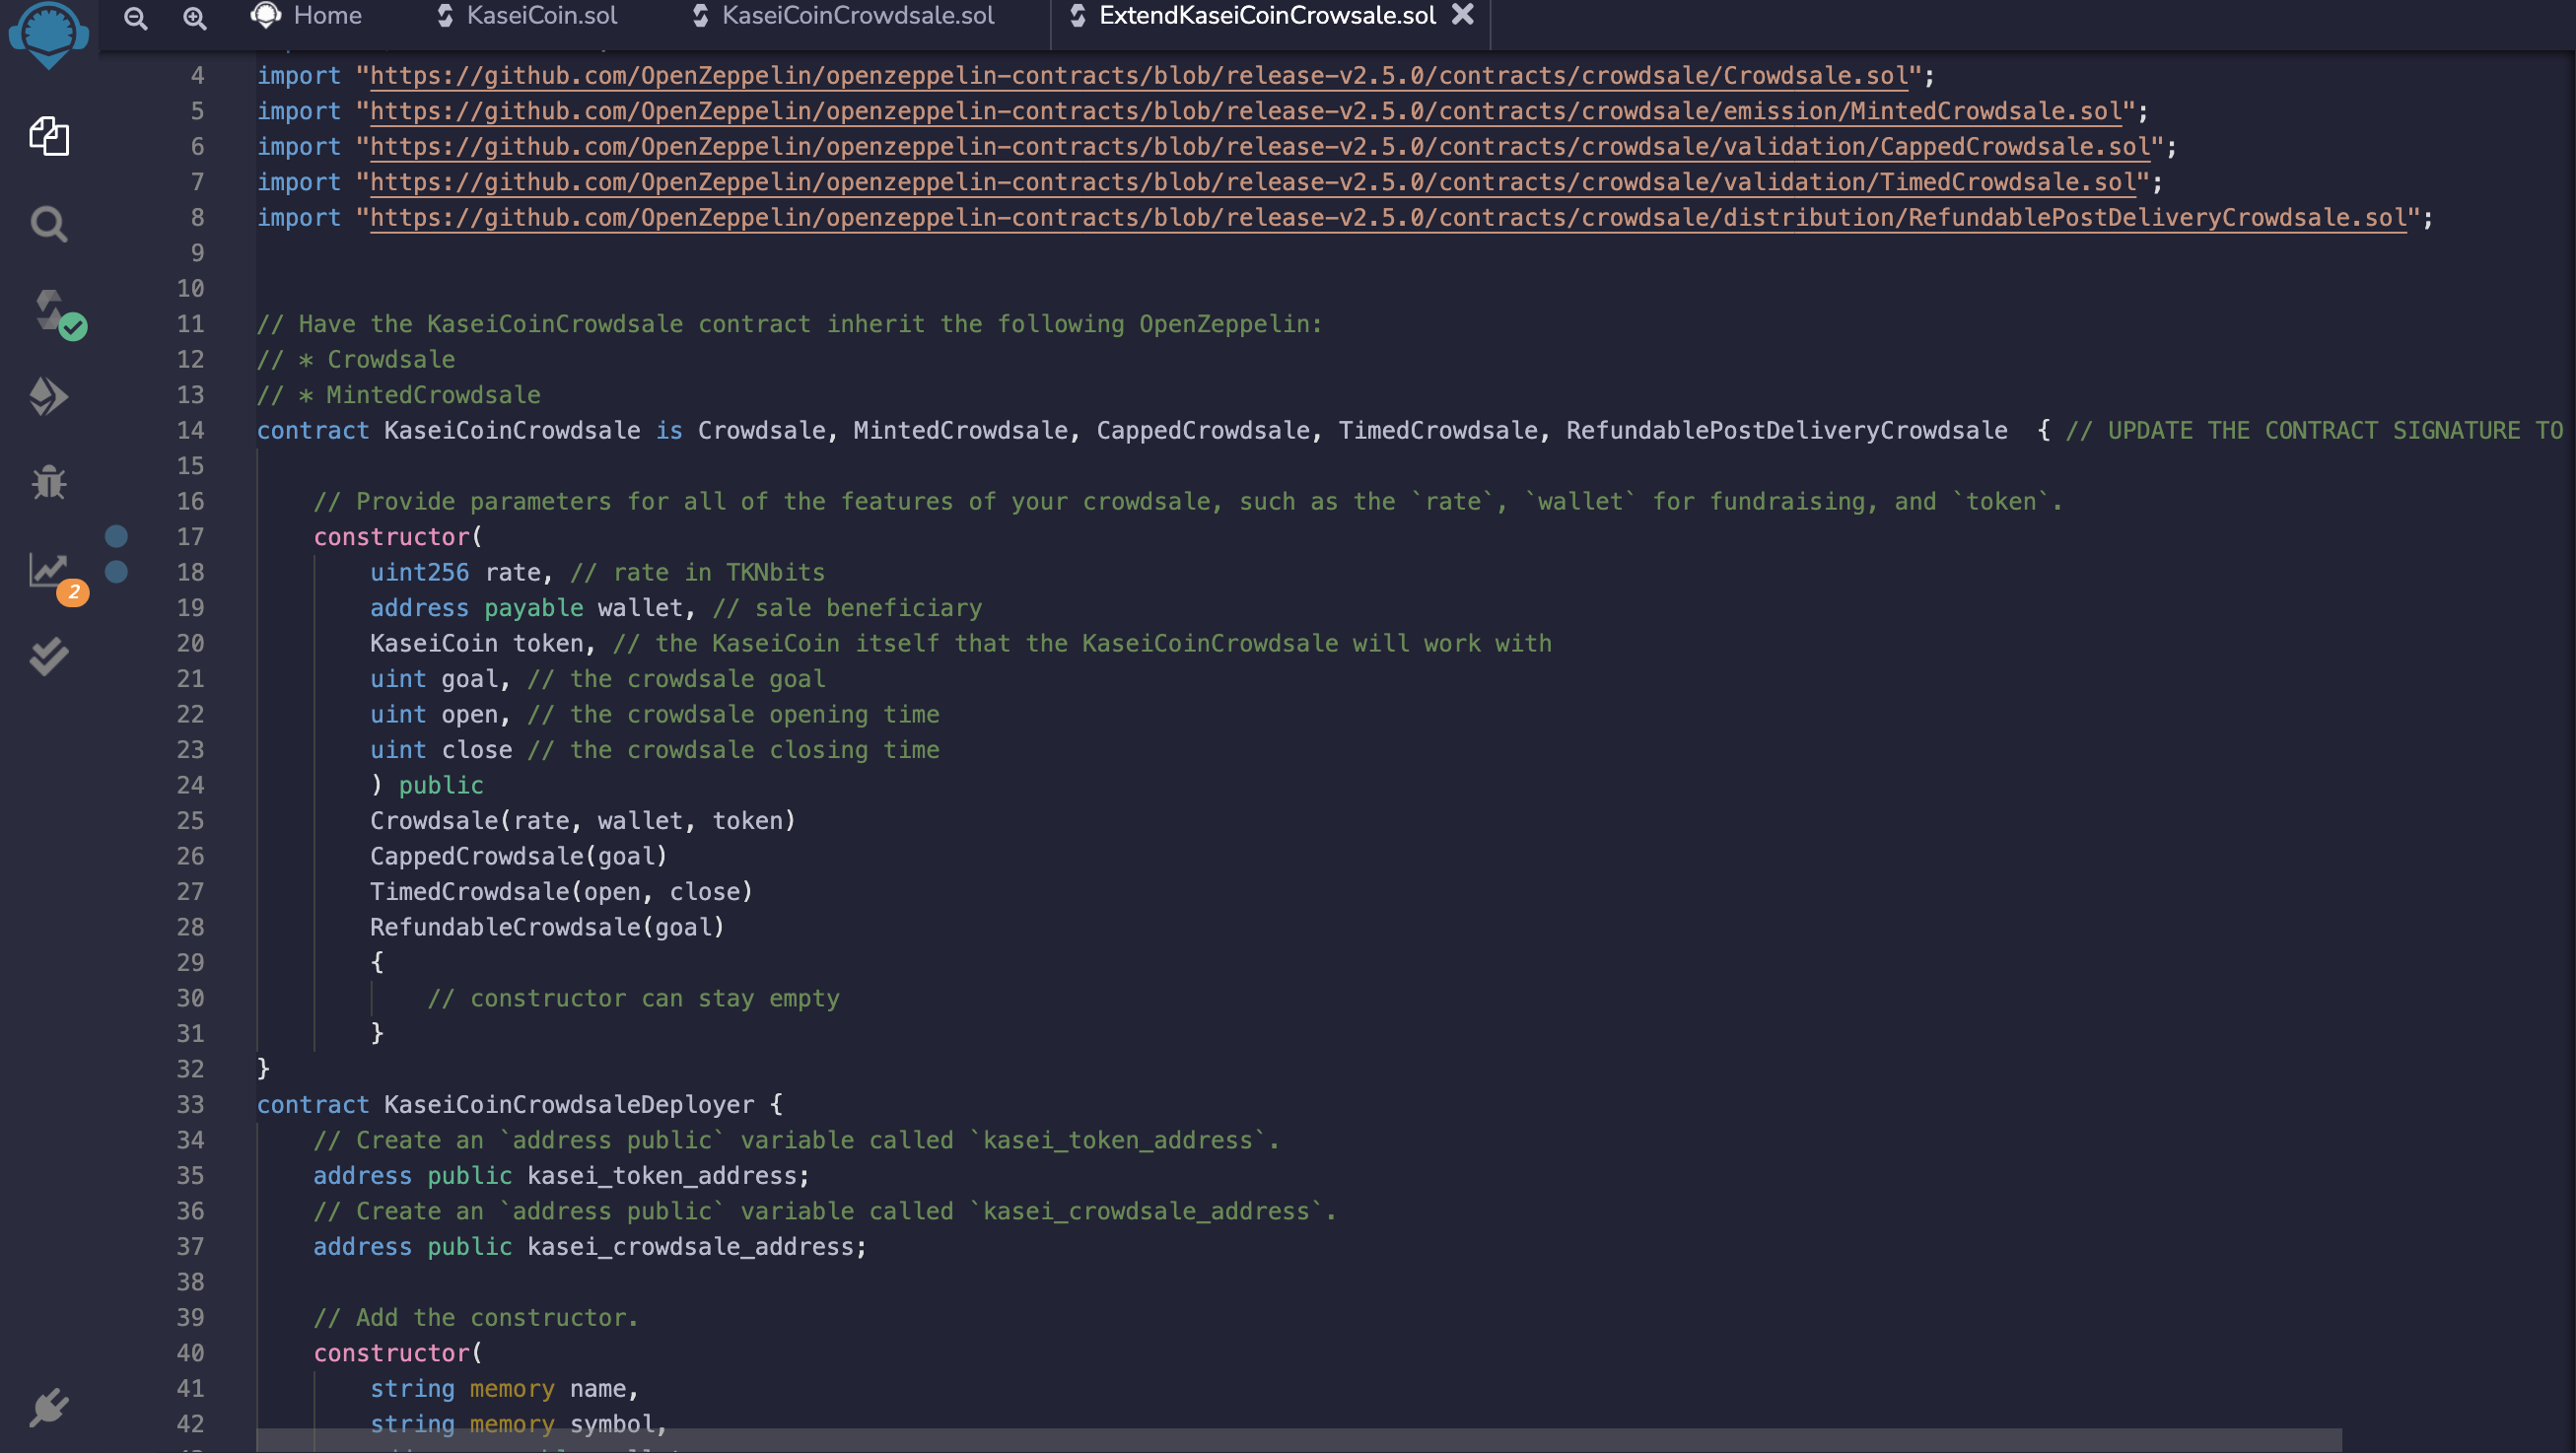 Home KaseiCoin.sol KaseiCoinCrowdsale.sol ExtendKaseiCoinCrowsale.sol
4 import "https://github.com/OpenZeppelin/openzeppelin-contracts/blob/release-v2.5.0/contracts/crowdsale/Crowdsale.sol";
5 import "https://github.com/OpenZeppelin/openzeppelin-contracts/blob/release-v2.5.0/contracts/crowdsale/emission/MintedCrowdsale.sol";
6 import "https://github.com/OpenZeppelin/openzeppelin-contracts/blob/release-v2.5.0/contracts/crowdsale/validation/CappedCrowdsale.sol";
7 import "https://github.com/OpenZeppelin/openzeppelin-contracts/blob/release-v2.5.0/contracts/crowdsale/validation/TimedCrowdsale.sol";
8 import "https://github.com/OpenZeppelin/openzeppelin-contracts/blob/release-v2.5.0/contracts/crowdsale/distribution/RefundablePostDeliveryCrowdsale.sol";
9
10
11 // Have the KaseiCoinCrowdsale contract inherit the following OpenZeppelin:
12 // * Crowdsale
13 // * MintedCrowdsale
14 contract KaseiCoinCrowdsale is Crowdsale, MintedCrowdsale, CappedCrowdsale, TimedCrowdsale, RefundablePostDeliveryCrowdsale  { // UPDATE THE CONTRACT SIGNATURE TO
15
16 // Provide parameters for all of the features of your crowdsale, such as the `rate`, `wallet` for fundraising, and `token`.
17 constructor(
18 uint256 rate, // rate in TKNbits
2
19 address payable wallet, // sale beneficiary
20 KaseiCoin token, // the KaseiCoin itself that the KaseiCoinCrowdsale will work with
21 uint goal, // the crowdsale goal
22 uint open, // the crowdsale opening time
23 uint close // the crowdsale closing time
24 ) public
25 Crowdsale(rate, wallet, token)
26 CappedCrowdsale(goal)
27 TimedCrowdsale(open, close)
28 RefundableCrowdsale(goal)
29 {
30 // constructor can stay empty
31 }
32 }
33 contract KaseiCoinCrowdsaleDeployer {
34 // Create an `address public` variable called `kasei_token_address`.
35 address public kasei_token_address;
36 // Create an `address public` variable called `kasei_crowdsale_address`.
37 address public kasei_crowdsale_address;
38
39 // Add the constructor.
40 constructor(
41 string memory name,
42 string memory symbol,